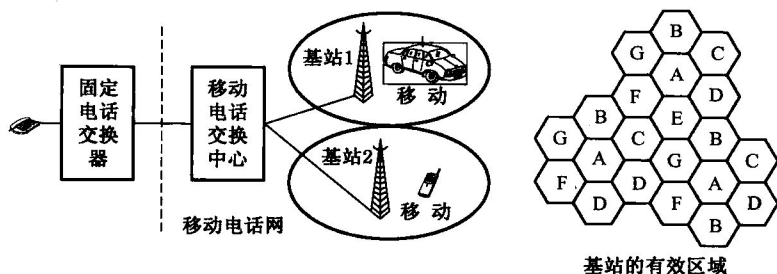 固定
电话
交换
器
移动
电话
交换
中心
基站1
移 动
基站2
移 动
移动电话网
B
G C
A
F D
B E
G C B
A G C
F D A
D F D
B
基站的有效区域